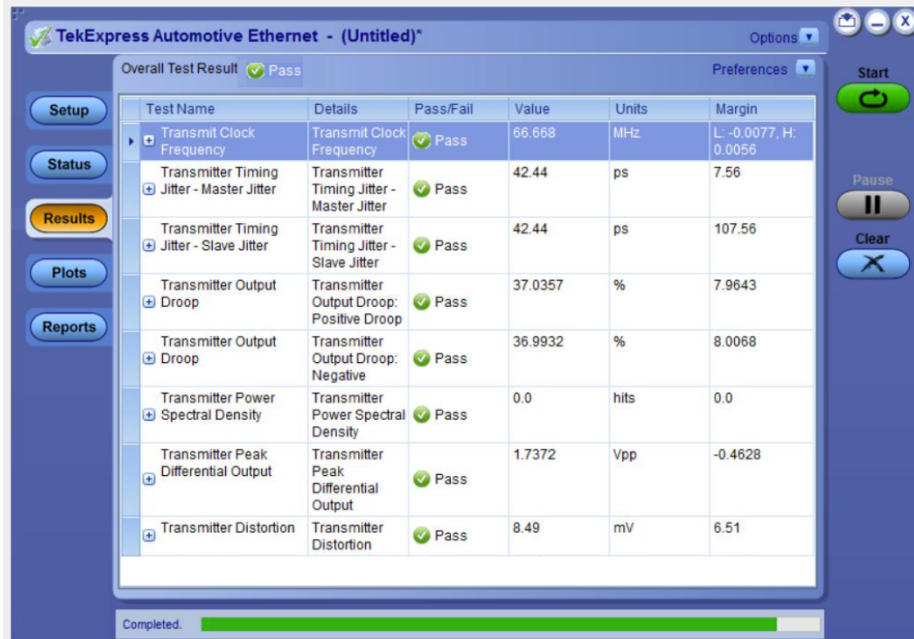 TekExpress Automotive Ethernet - (Untitled)*
Options
Overall Test Result Pass
Preferences
Start
Setup
Status
Results
Plots
Reports
Pause
Clear
Test Name Details Pass/Fail Value Units Margin
Transmit Clock Frequency Transmit Clock Frequency Pass 66.668 MHz L: -0.0077, H: 0.0056
Transmitter Timing Jitter - Master Jitter Transmitter Timing Jitter - Master Jitter Pass 42.44 ps 7.56
Transmitter Timing Jitter - Slave Jitter Transmitter Timing Jitter - Slave Jitter Pass 42.44 ps 107.56
Transmitter Output Droop Transmitter Output Droop: Positive Droop Pass 37.0357 % 7.9643
Transmitter Output Droop Transmitter Output Droop: Negative Pass 36.9932 % 8.0068
Transmitter Power Spectral Density Transmitter Power Spectral Density Pass 0.0 hits 0.0
Transmitter Peak Differential Output Transmitter Peak Differential Output Pass 1.7372 Vpp -0.4628
Transmitter Distortion Transmitter Distortion Pass 8.49 mV 6.51
Completed.